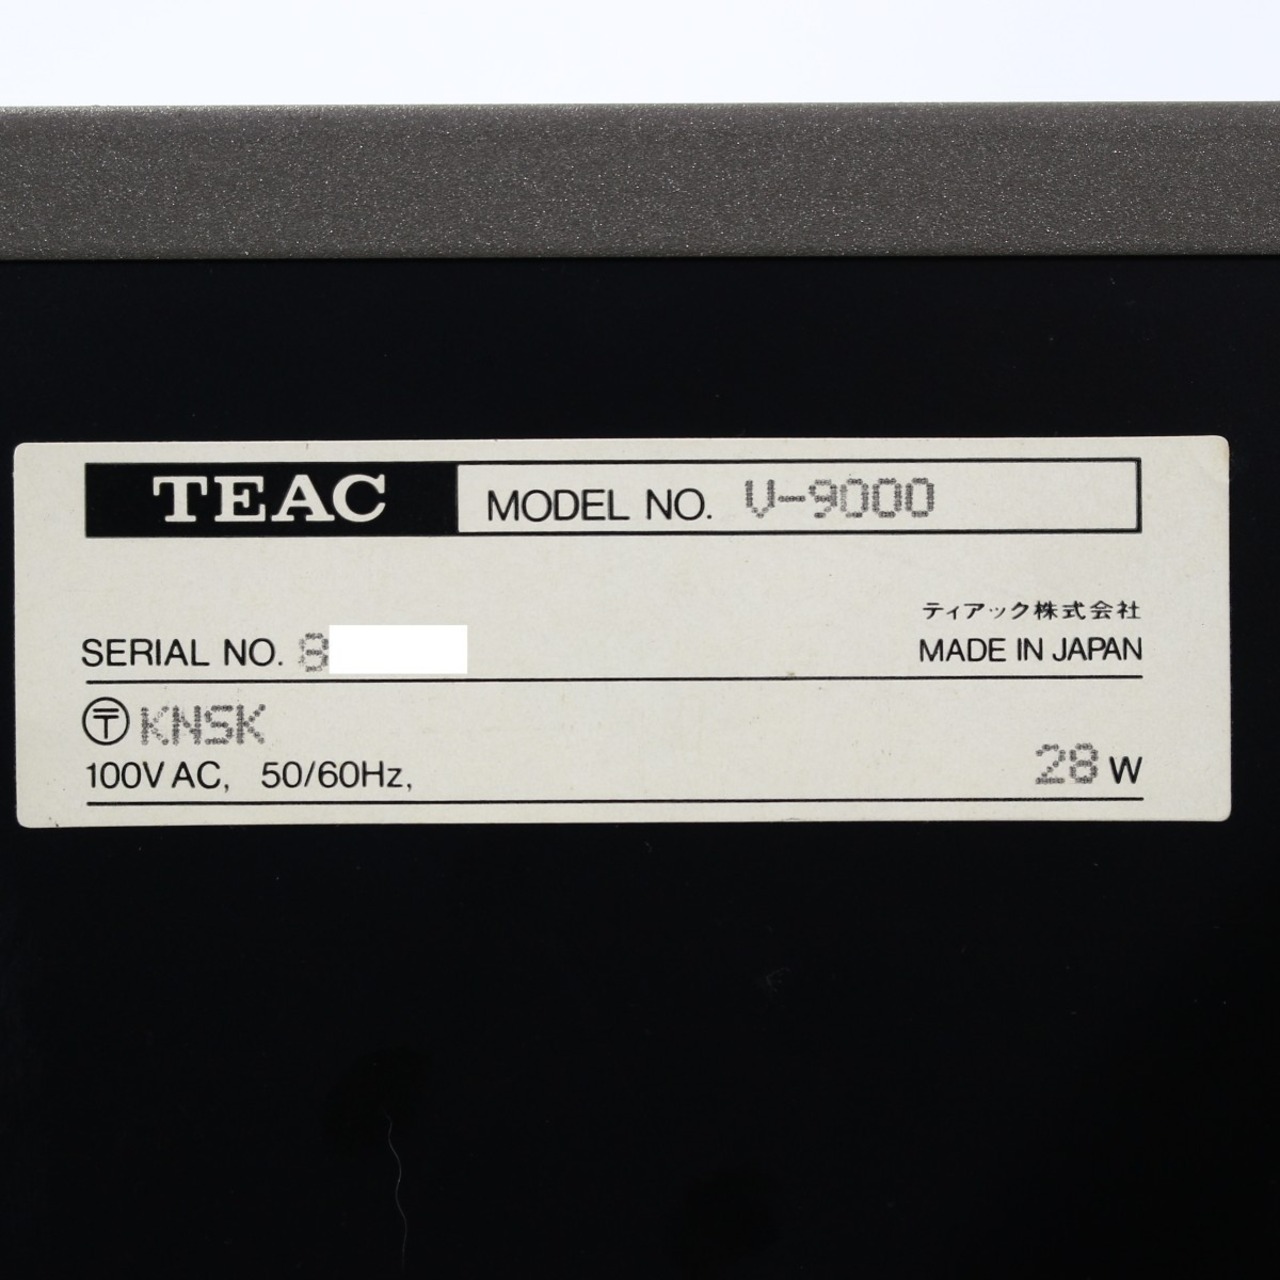 TEAC MODEL NO. V-9000
ティアック株式会社
SERIAL NO. 8 MADE IN JAPAN
〒 KNSK
100V AC, 50/60Hz, 28 W